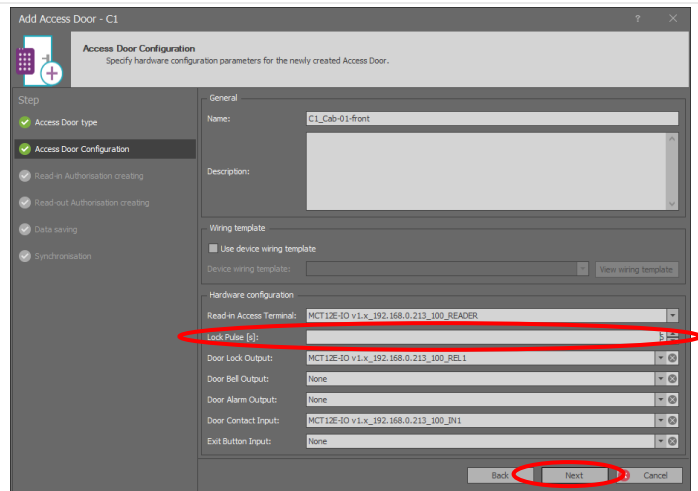 Add Access Door - C1
Access Door Configuration
Specify hardware configuration parameters for the newly created Access Door.
Step
Access Door type
Access Door Configuration
Read-in Authorisation creating
Read-out Authorisation creating
Data saving
Synchronisation
General
Name: C1_Cab-01-front
Description:
Wiring template
Use device wiring template
Device wiring template: View wiring template
Hardware configuration
Read-in Access Terminal: MCT12E-IO v1.x_192.168.0.213_100_READER
Lock Pulse [s]: 5
Door Lock Output: MCT12E-IO v1.x_192.168.0.213_100_REL1
Door Bell Output: None
Door Alarm Output: None
Door Contact Input: MCT12E-IO v1.x_192.168.0.213_100_IN1
Exit Button Input: None
Back Next Cancel